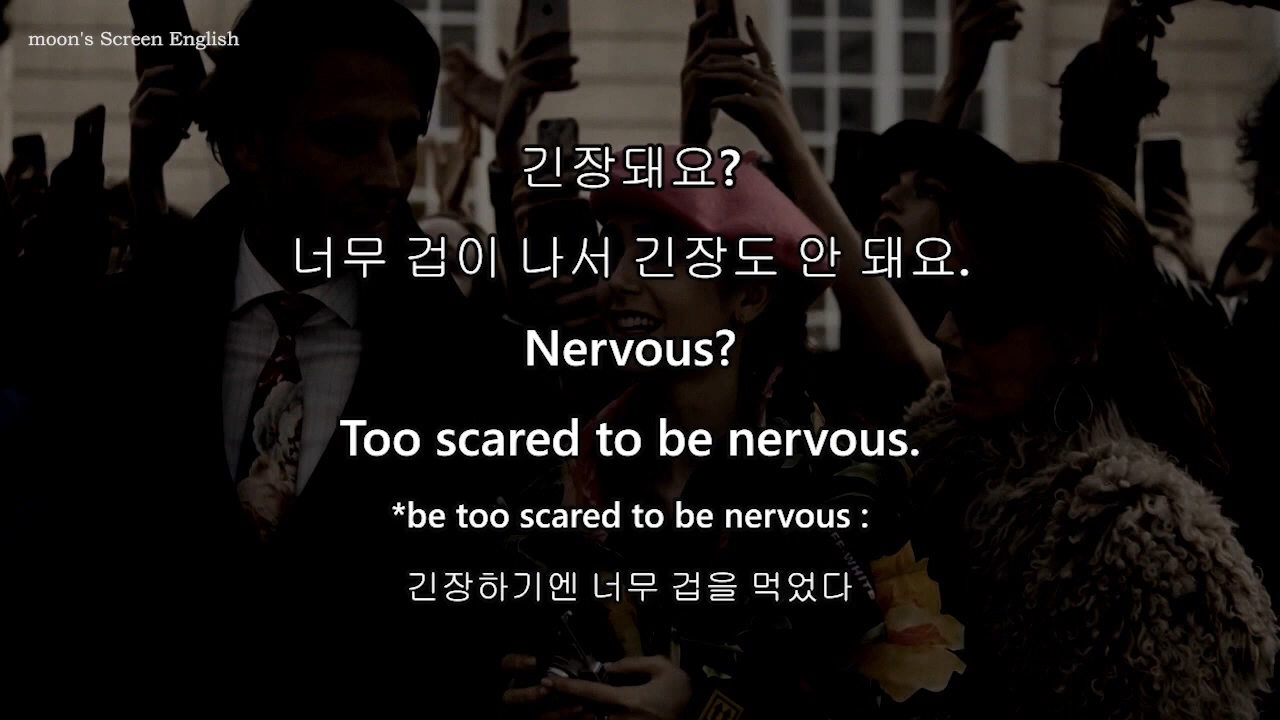 moon's Screen English
긴장돼요?
너무 겁이 나서 긴장도 안 돼요.
Nervous?
Too scared to be nervous.
*be too scared to be nervous :
긴장하기엔 너무 겁을 먹었다
OFF-WHITE